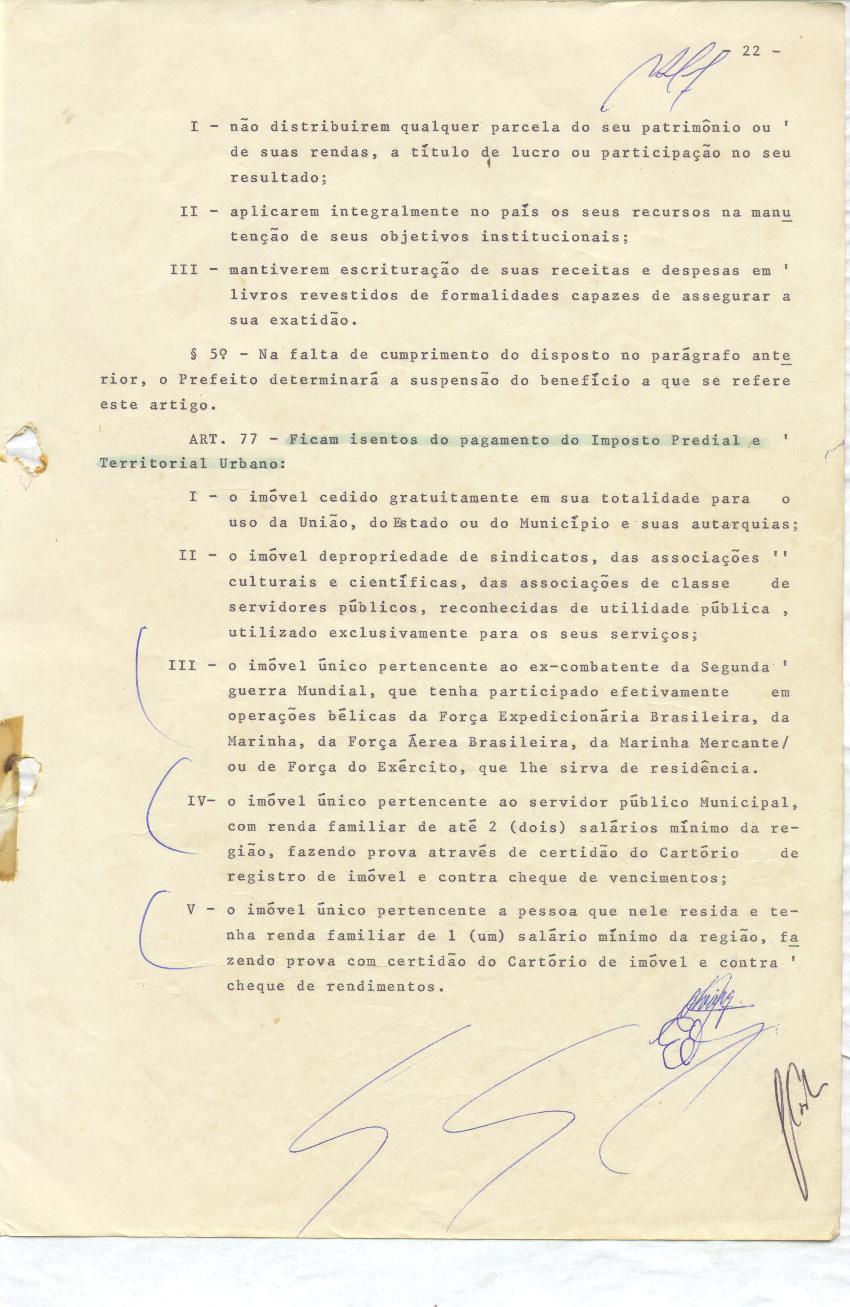 22 -
I - não distribuirem qualquer parcela do seu patrimônio ou '
de suas rendas, a título de lucro ou participação no seu
resultado;
II - aplicarem integralmente no país os seus recursos na manu
tenção de seus objetivos institucionais;
III - mantiverem escrituração de suas receitas e despesas em '
livros revestidos de formalidades capazes de assegurar a
sua exatidão.
§ 5º - Na falta de cumprimento do disposto no parágrafo ante
rior, o Prefeito determinará a suspensão do benefício a que se refere
este artigo.
ART. 77 - Ficam isentos do pagamento do Imposto Predial e '
Territorial Urbano:
I - o imóvel cedido gratuitamente em sua totalidade para o
uso da União, do Estado ou do Município e suas autarquias;
II - o imóvel depropriedade de sindicatos, das associações ''
culturais e científicas, das associações de classe de
servidores públicos, reconhecidas de utilidade pública ,
utilizado exclusivamente para os seus serviços;
III - o imóvel único pertencente ao ex-combatente da Segunda '
guerra Mundial, que tenha participado efetivamente em
operações bélicas da Força Expedicionária Brasileira, da
Marinha, da Força Áerea Brasileira, da Marinha Mercante/
ou de Força do Exército, que lhe sirva de residência.
IV- o imóvel único pertencente ao servidor público Municipal,
com renda familiar de até 2 (dois) salários mínimo da re-
gião, fazendo prova através de certidão do Cartório de
registro de imóvel e contra cheque de vencimentos;
V - o imóvel único pertencente a pessoa que nele resida e te-
nha renda familiar de 1 (um) salário mínimo da região, fa
zendo prova com certidão do Cartório de imóvel e contra '
cheque de rendimentos.